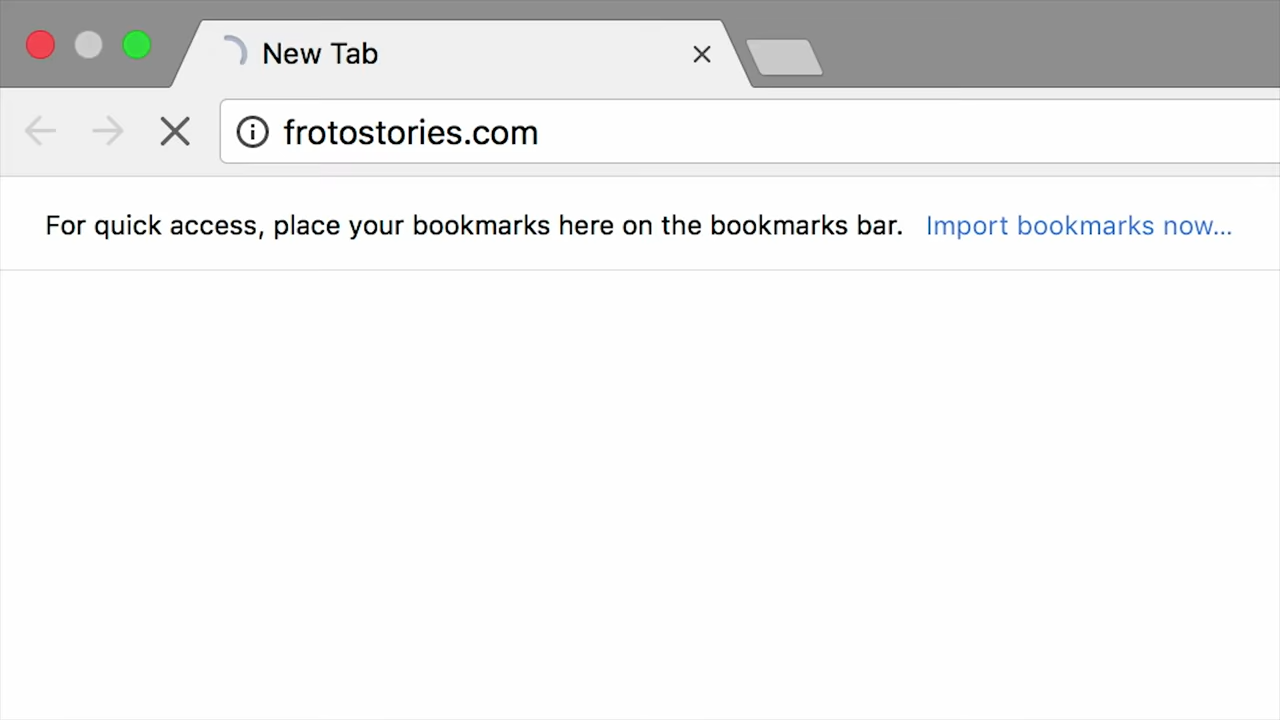 New Tab
frotostories.com
For quick access, place your bookmarks here on the bookmarks bar. Import bookmarks now...